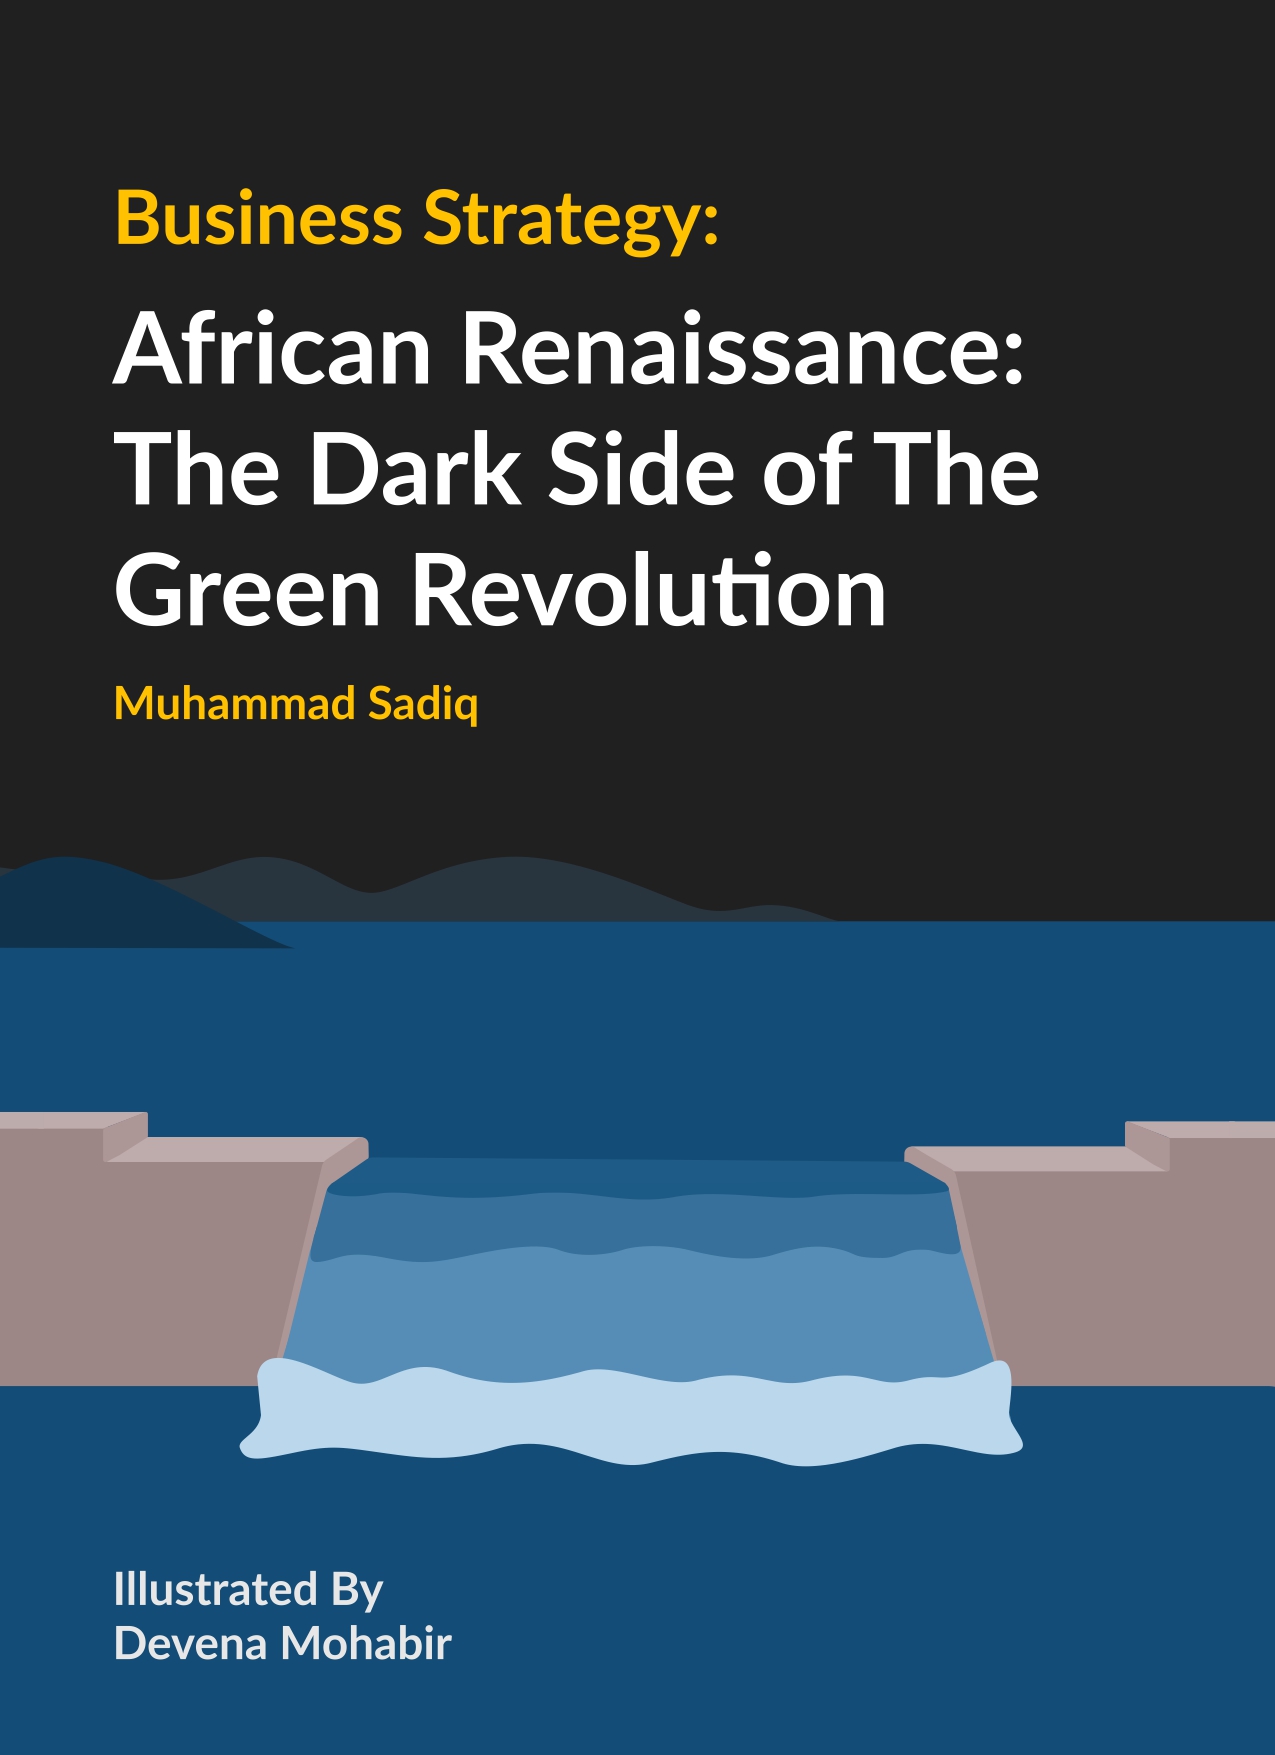 Business Strategy:
African Renaissance:
The Dark Side of The
Green Revolution
Muhammad Sadiq
Illustrated By
Devena Mohabir